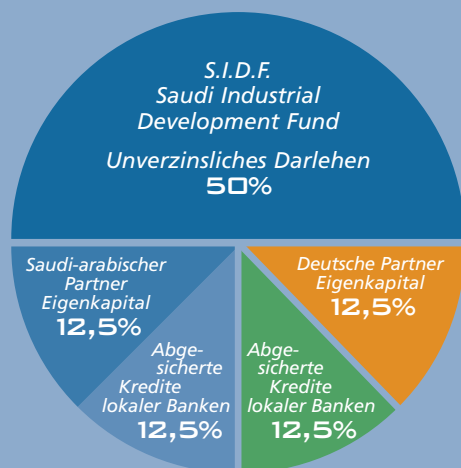 S.I.D.F.
Saudi Industrial
Development Fund
Unverzinsliches Darlehen
50%
Saudi-arabischer
Partner
Eigenkapital
12,5%
Abge-
sicherte
Kredite
lokaler Banken
12,5%
Abge-
sicherte
Kredite
lokaler Banken
12,5%
Deutsche Partner
Eigenkapital
12,5%